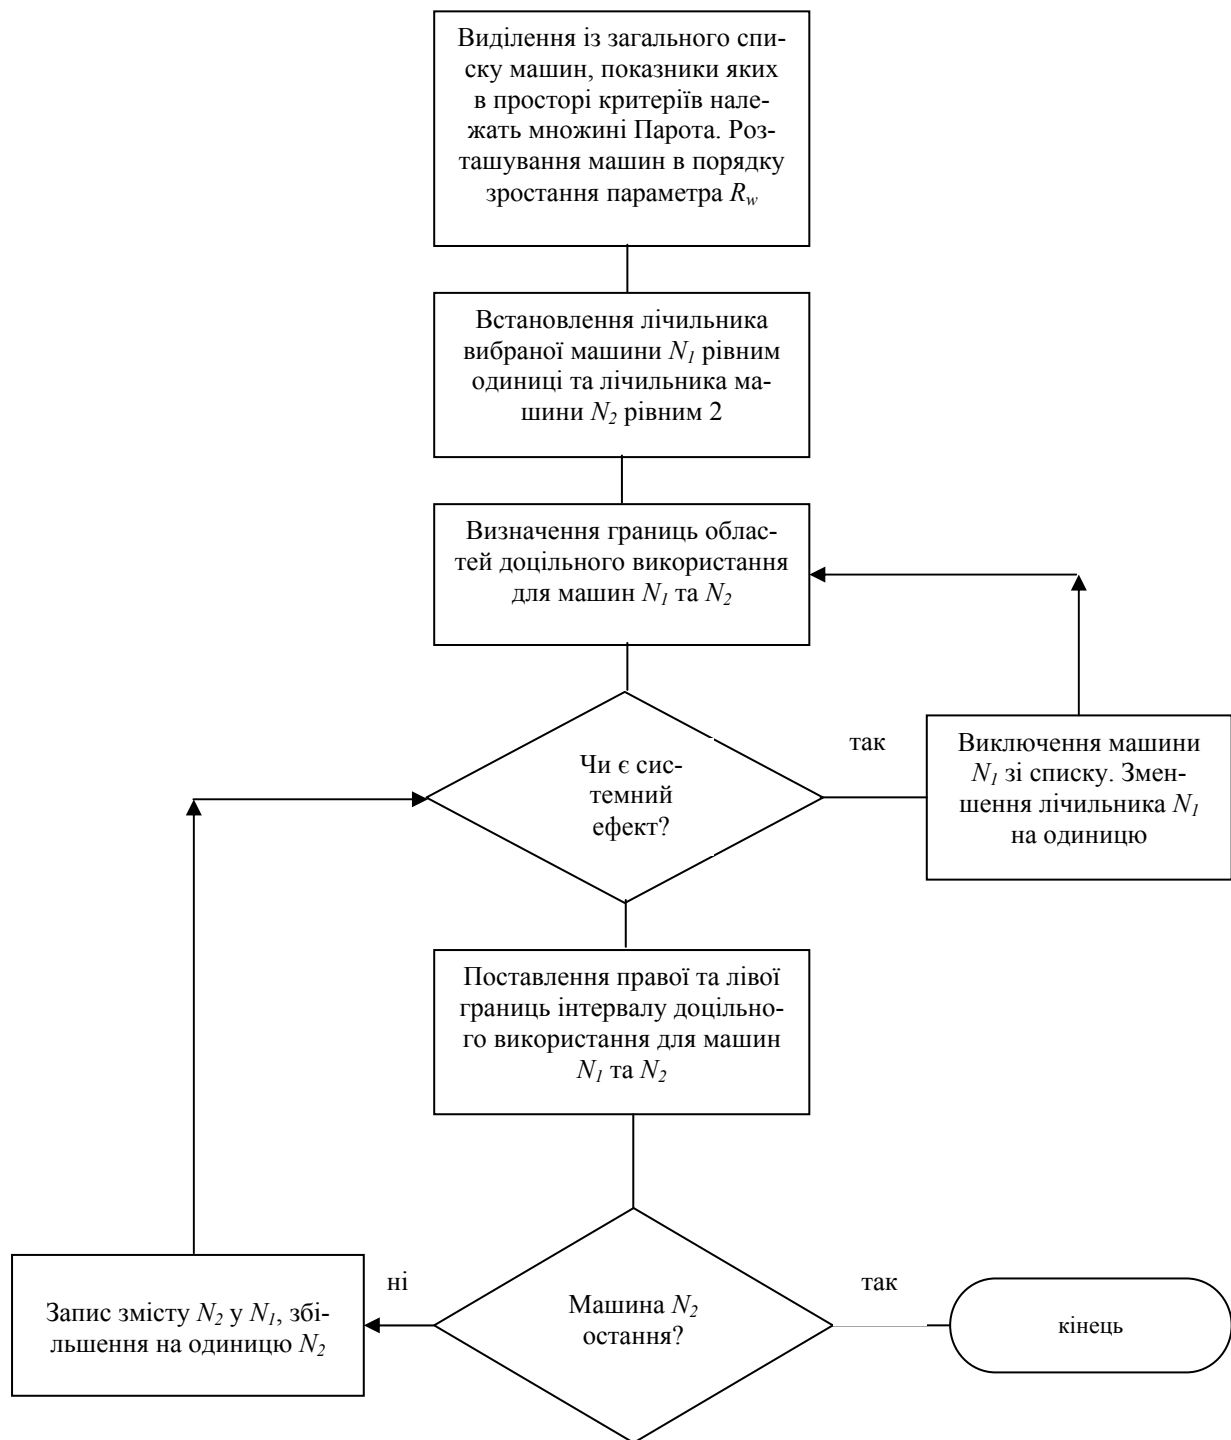 Виділення із загального спи-
ску машин, показники яких
в просторі критеріїв нале-
жать множині Парота. Роз-
ташування машин в порядку
зростання параметра Rw
Встановлення лічильника
вибраної машини N1 рівним
одиниці та лічильника ма-
шини N2 рівним 2
Визначення границь облас-
тей доцільного використання
для машин N1 та N2
Чи є сис-
темний
ефект?
так
Виключення машини
N1 зі списку. Змен-
шення лічильника N1
на одиницю
Поставлення правої та лівої
границь інтервалу доцільно-
го використання для машин
N1 та N2
ні
Запис змісту N2 у N1, збі-
льшення на одиницю N2
Машина N2
остання?
так
кінець